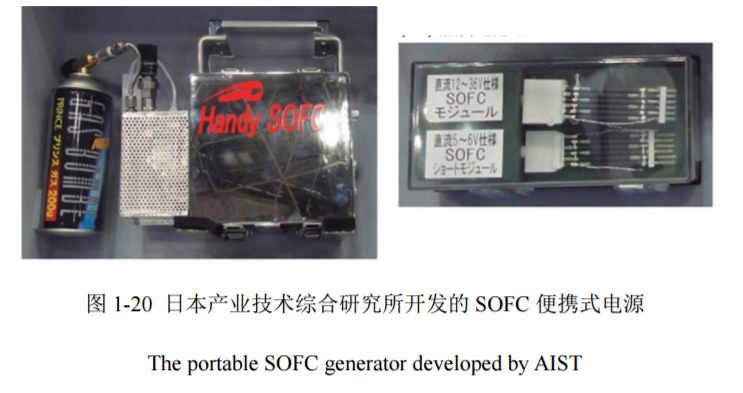 PRINCE プリンス ガス 200g
GAS BOMBE
Handy SOFC
直流12～36V仕様
SOFC
モジュール
直流5～6V仕様
SOFC
ショートモジュール
图 1-20 日本产业技术综合研究所开发的 SOFC 便携式电源
The portable SOFC generator developed by AIST